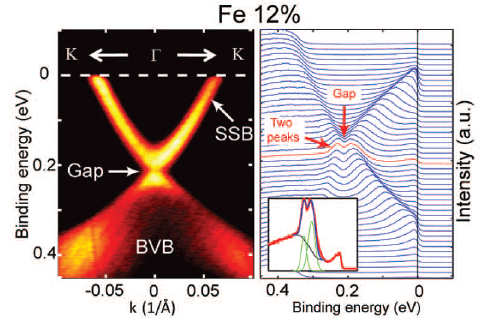 Fe 12%
K
Γ
K
0
0.2
0.4
Binding energy (eV)
SSB
Gap
BVB
-0.05
0
0.05
k (1/Å)
Gap
Two
peaks
0.4
0.2
0
Binding energy (eV)
Intensity (a.u.)